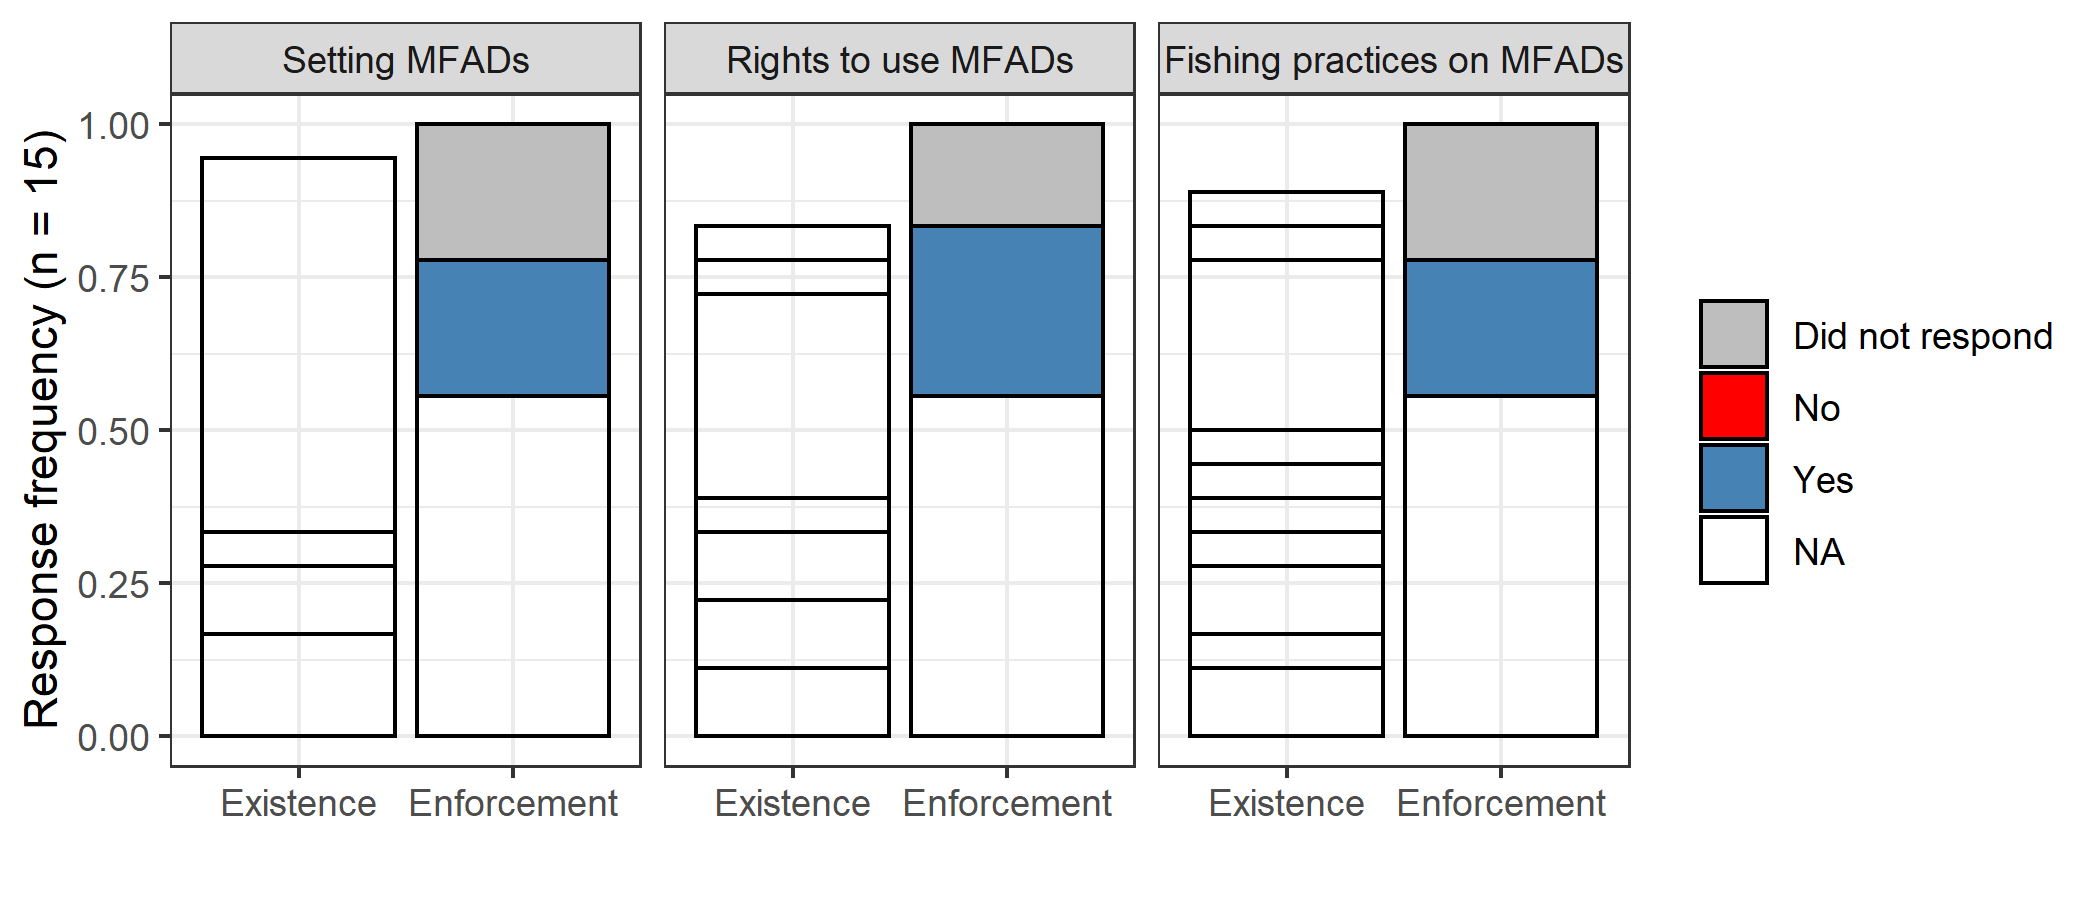 Setting MFADs
Rights to use MFADs
Fishing practices on MFADs
Response frequency (n = 15)
1.00
0.75
0.50
0.25
0.00
Existence
Enforcement
Existence
Enforcement
Existence
Enforcement
Did not respond
No
Yes
NA